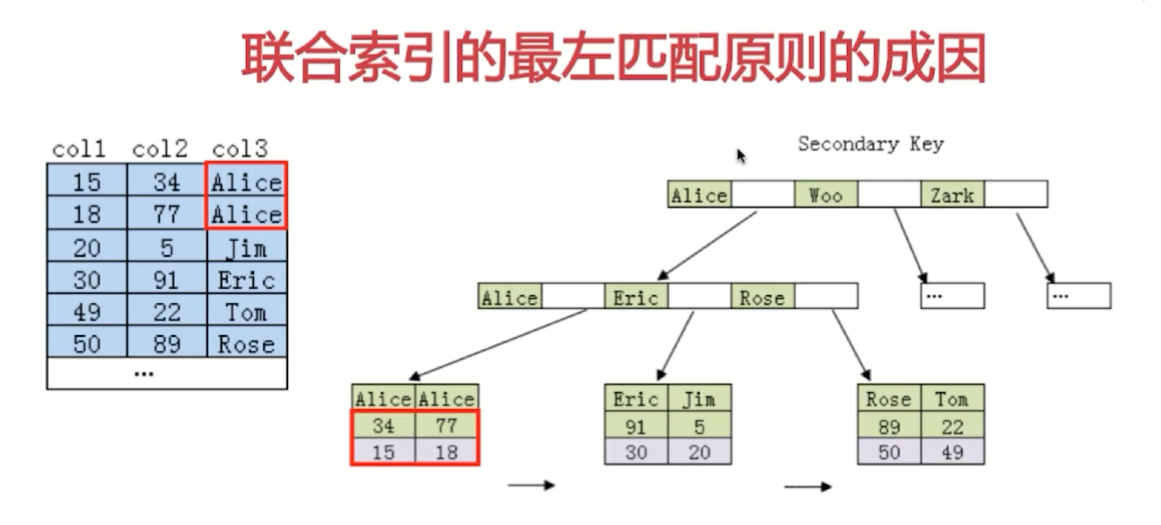 联合索引的最左匹配原则的成因
col1 col2 col3
15 34 Alice
18 77 Alice
20 5 Jim
30 91 Eric
49 22 Tom
50 89 Rose
...
Secondary Key
Alice Woo Zark
Alice Eric Rose
... ...
Alice Alice
34 77
15 18
Eric Jim
91 5
30 20
Rose Tom
89 22
50 49